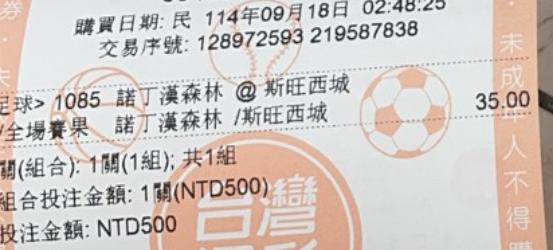 購買日期: 民 114年09月18日 02:48:25
交易序號: 128972593 219587838
足球> 1085 諾丁漢森林 @ 斯旺西城
/全場賽果 諾丁漢森林 /斯旺西城 35.00
關(組合): 1關(1組); 共1組
組合投注金額: 1關(NTD500)
投注金額: NTD500
台灣
券
未成
人不得購